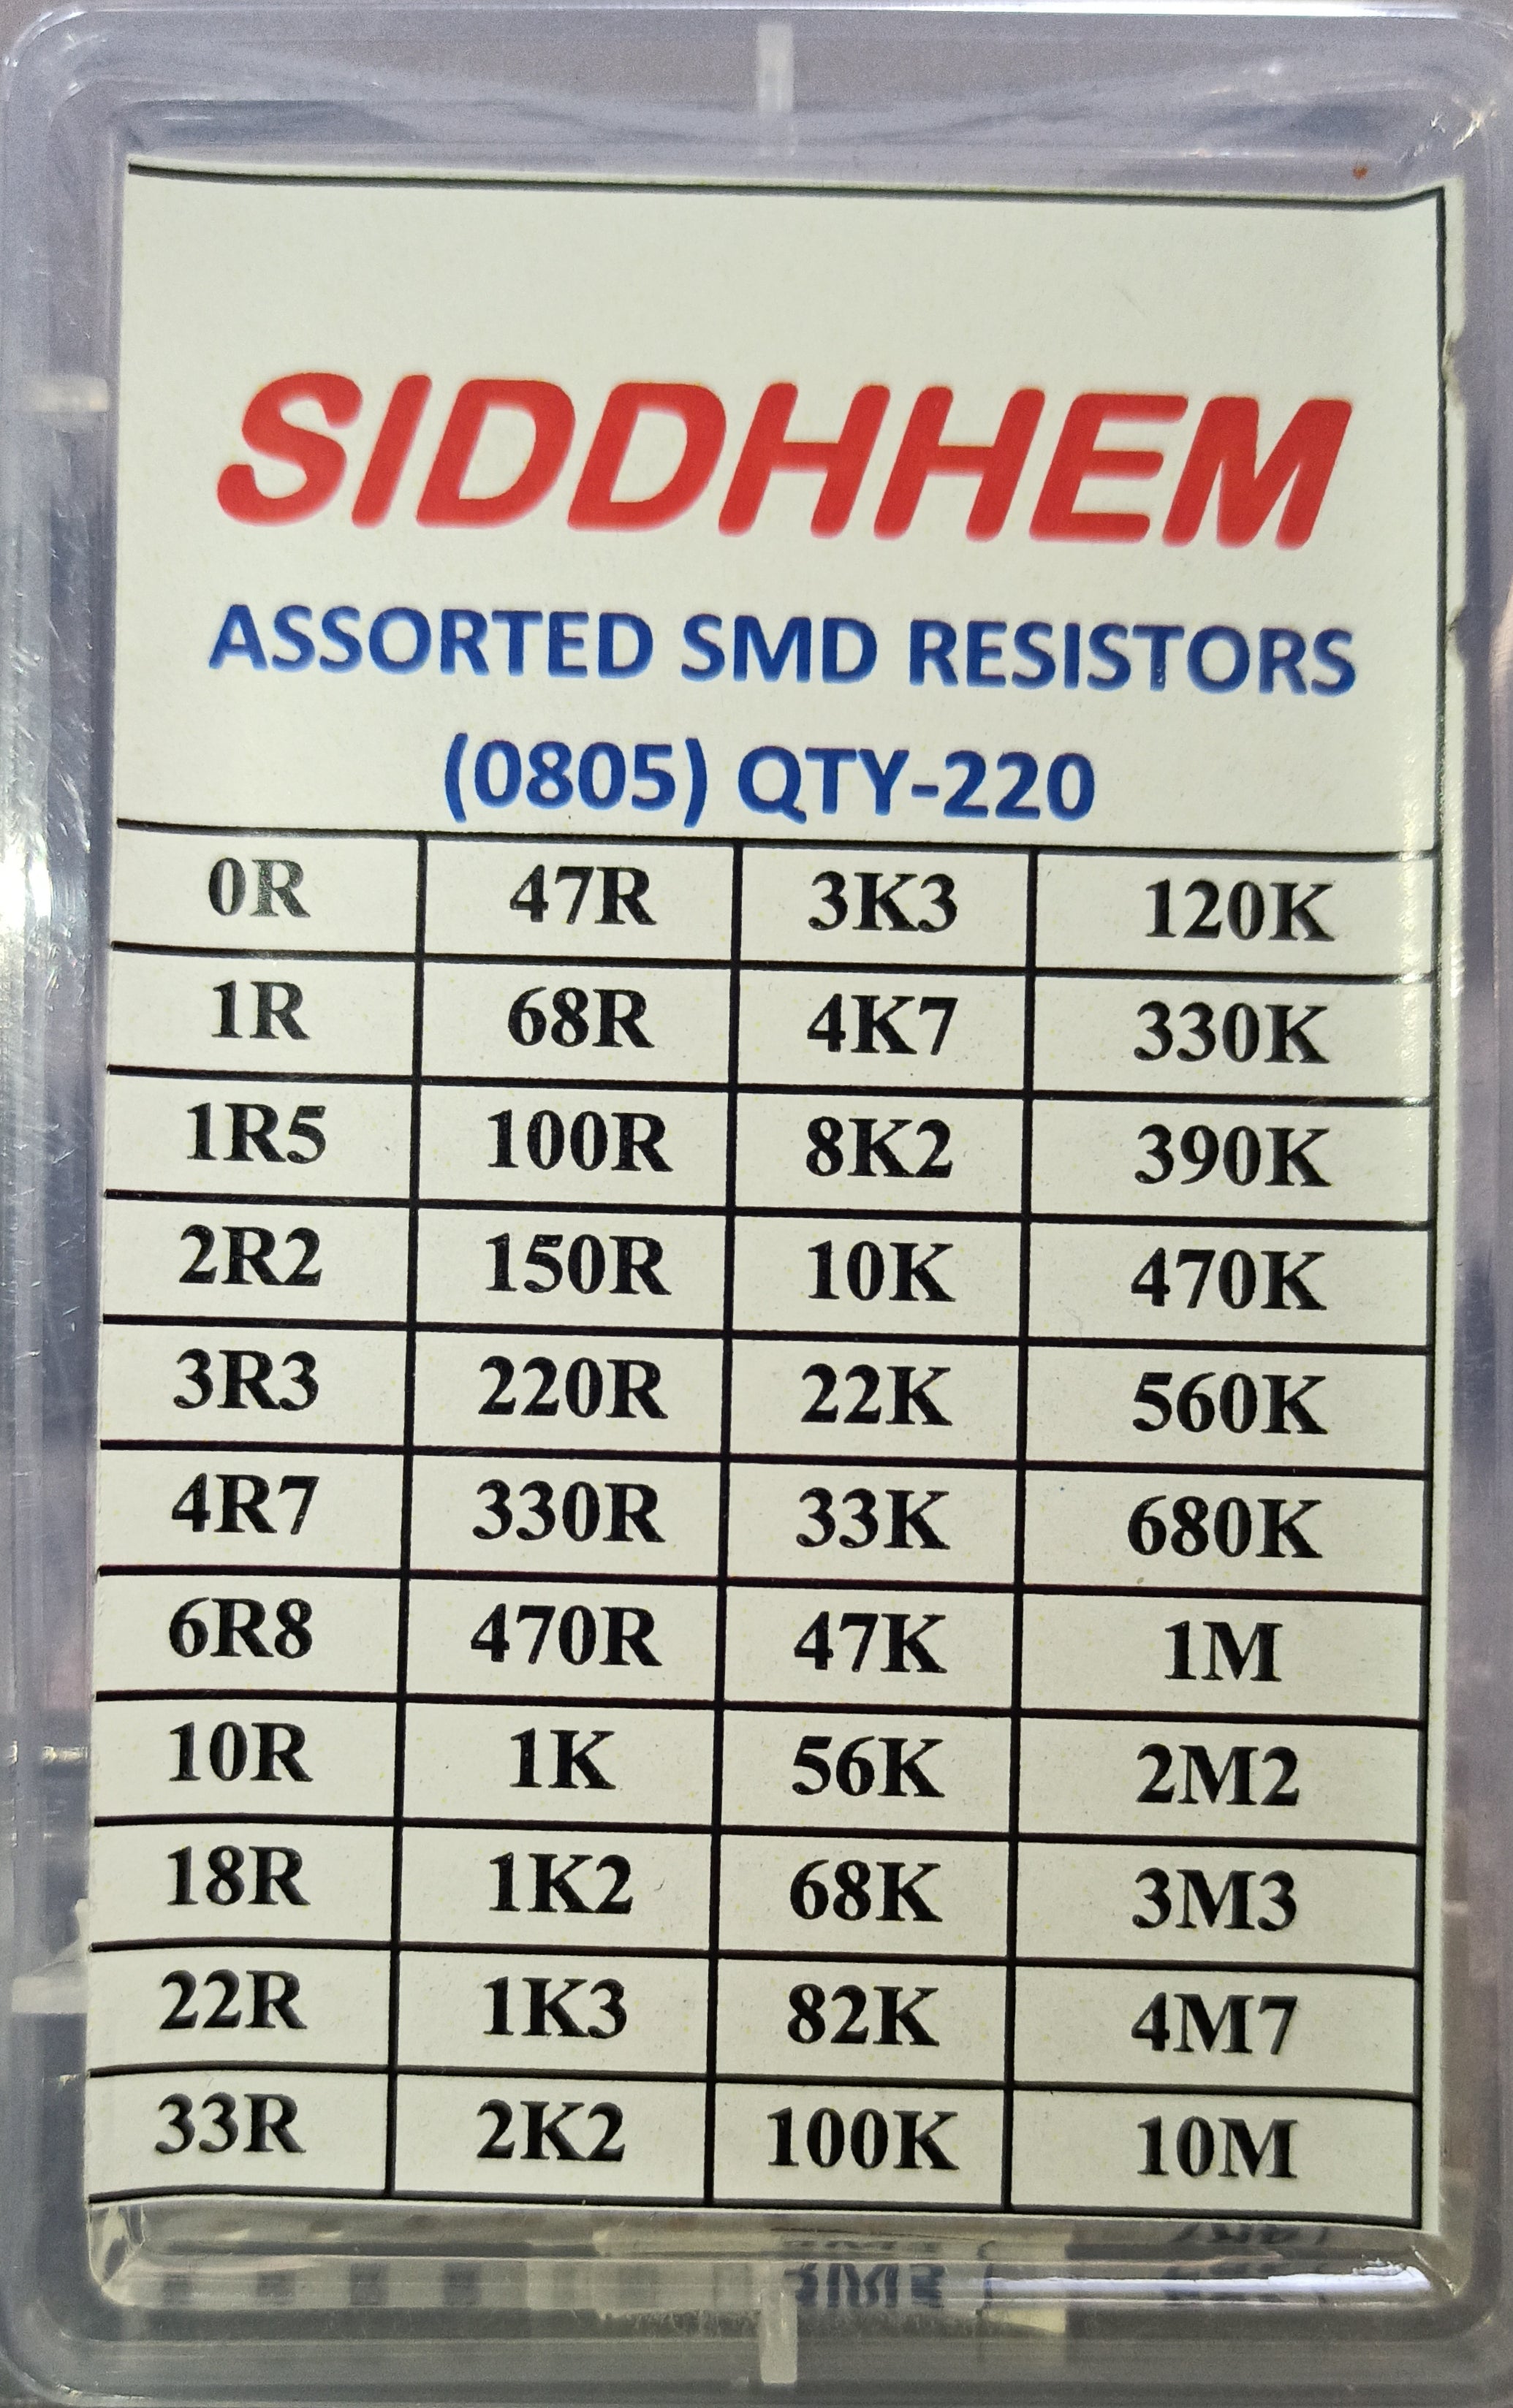 SIDDHHEM
ASSORTED SMD RESISTORS
(0805) QTY-220
0R 47R 3K3 120K
1R 68R 4K7 330K
1R5 100R 8K2 390K
2R2 150R 10K 470K
3R3 220R 22K 560K
4R7 330R 33K 680K
6R8 470R 47K 1M
10R 1K 56K 2M2
18R 1K2 68K 3M3
22R 1K3 82K 4M7
33R 2K2 100K 10M